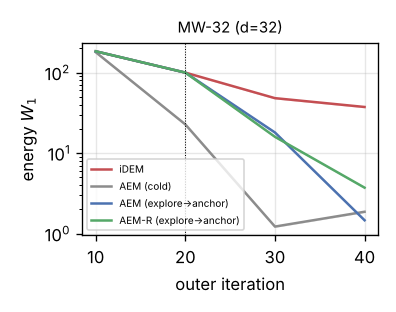 MW-32 (d=32)
energy W₁
10²
10¹
10⁰
iDEM
AEM (cold)
AEM (explore→anchor)
AEM-R (explore→anchor)
10 20 30 40
outer iteration